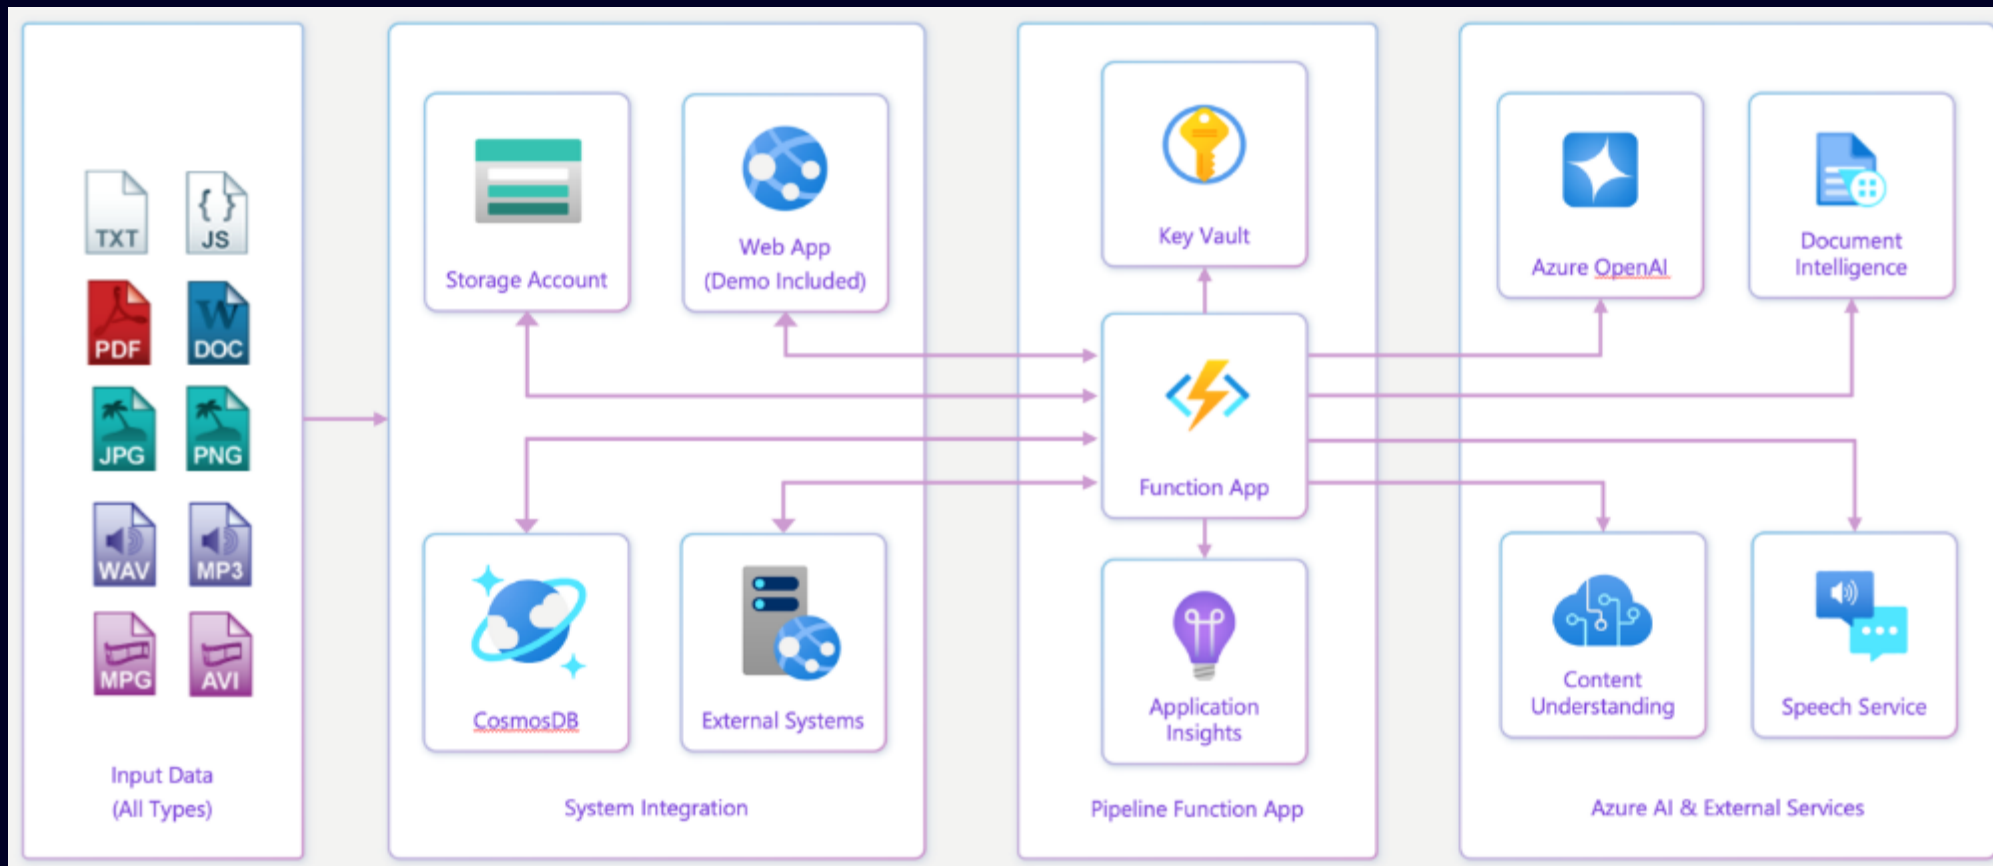 TXT
JS
PDF
DOC
JPG
PNG
WAV
MP3
MPG
AVI
Input Data
(All Types)
Storage Account
Web App
(Demo Included)
CosmosDB
External Systems
System Integration
Key Vault
Function App
Application
Insights
Pipeline Function App
Azure OpenAI
Document
Intelligence
Content
Understanding
Speech Service
Azure AI & External Services